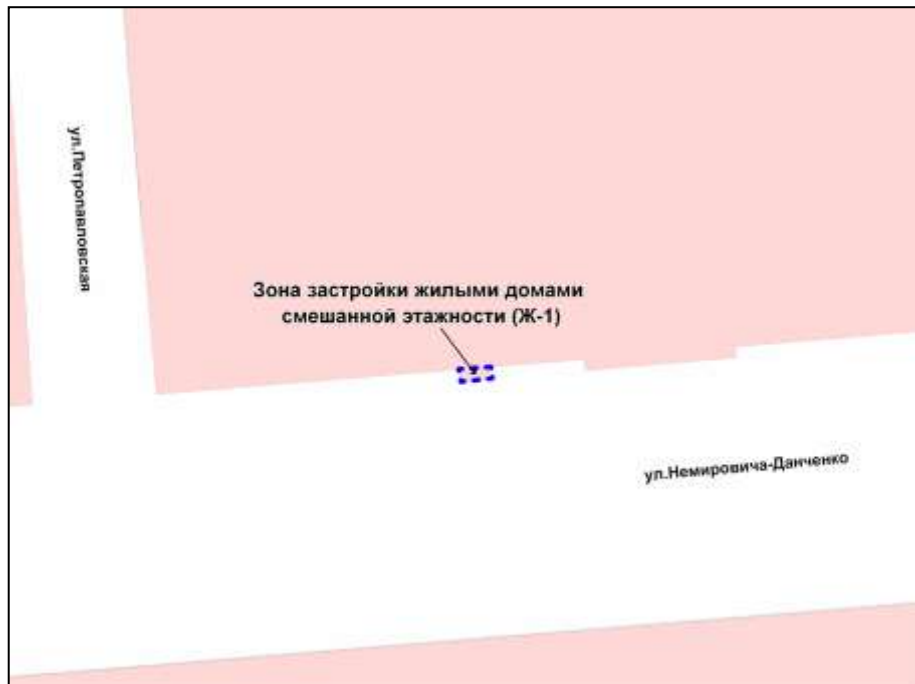 ул.Петропавловская
Зона застройки жилыми домами
смешанной этажности (Ж-1)
ул.Немировича-Данченко